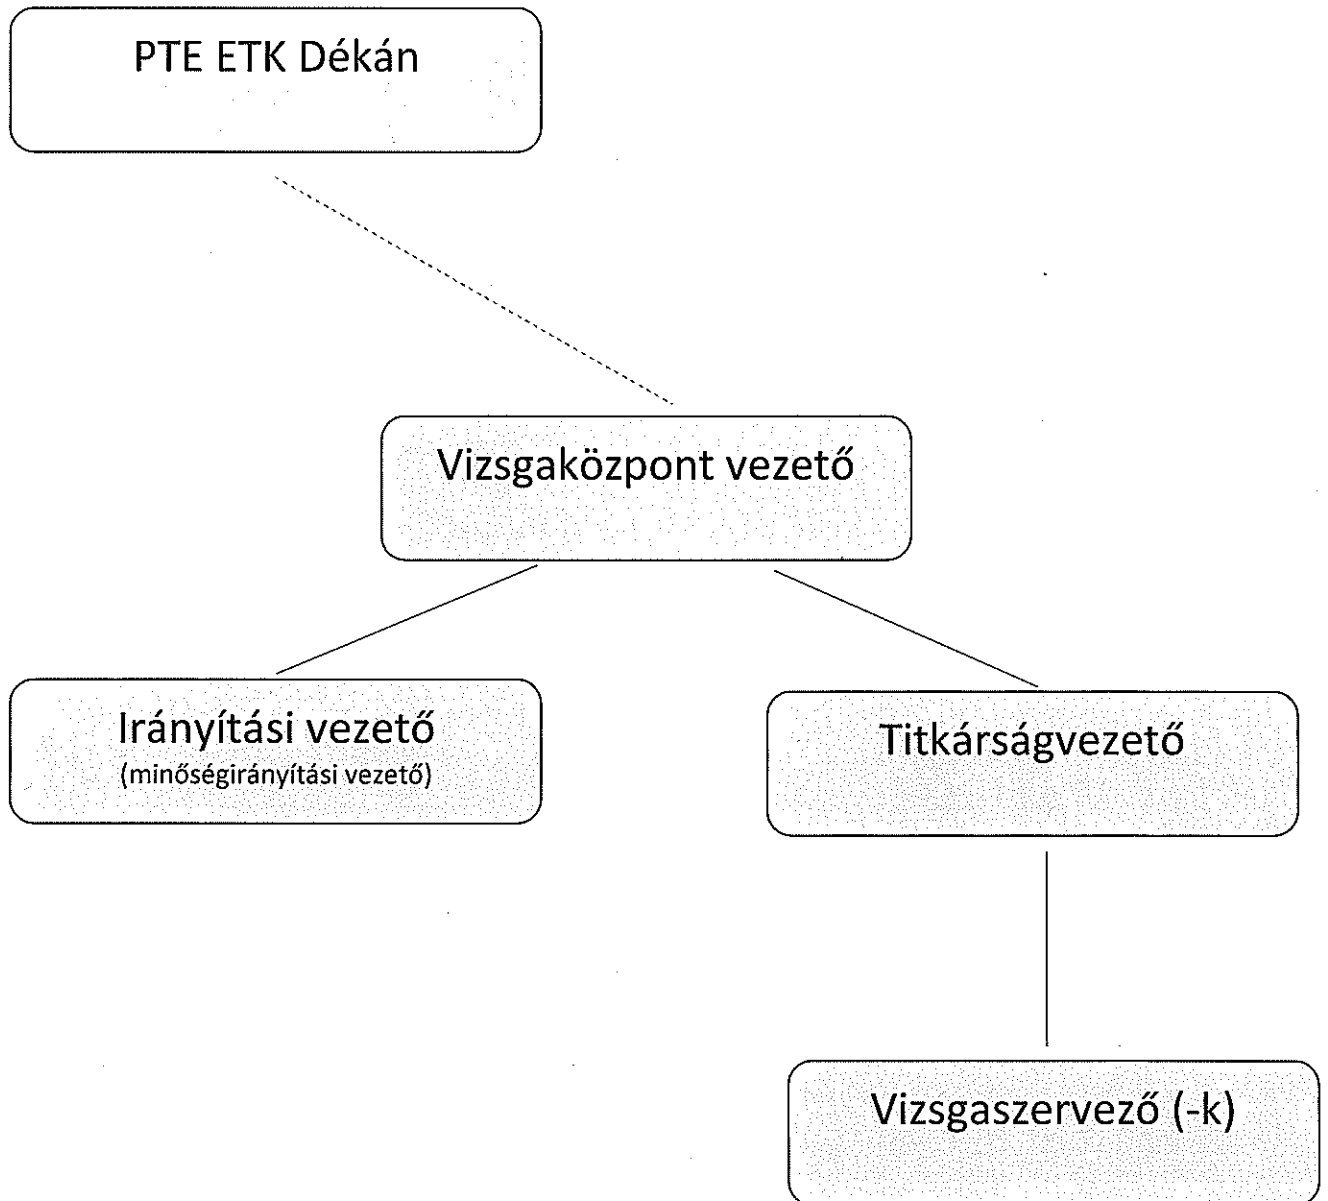 PTE ETK Dékán
Vizsgaközpont vezető
Irányítási vezető
(minőségirányítási vezető)
Titkárságvezető
Vizsgaszervező (-k)